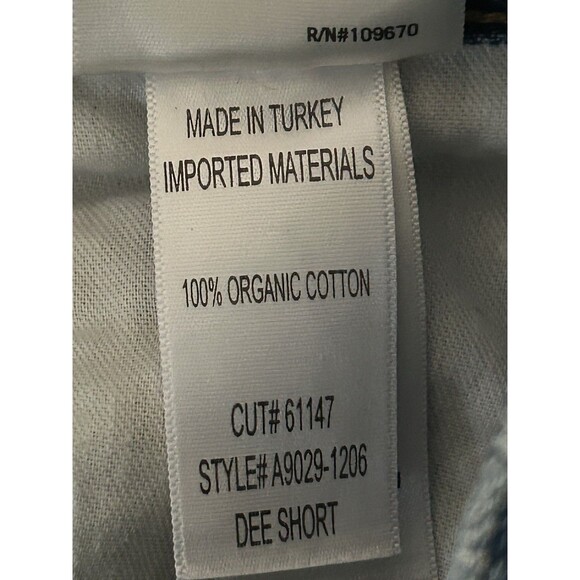 R/N#109670
MADE IN TURKEY
IMPORTED MATERIALS
100% ORGANIC COTTON
CUT# 61147
STYLE# A9029-1206
DEE SHORT